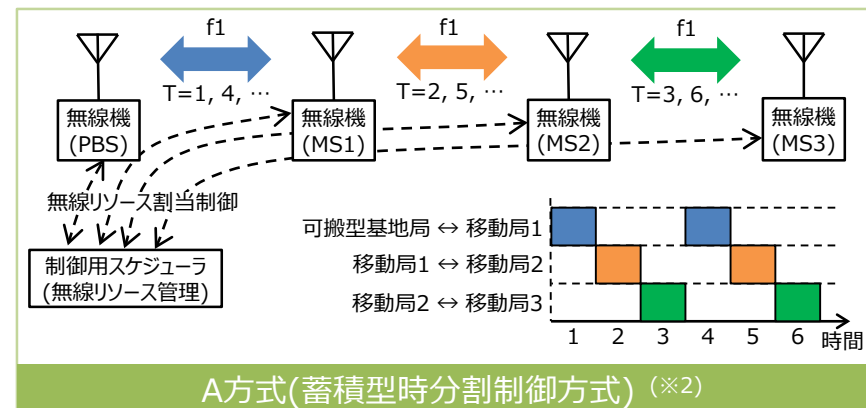 f1
f1
f1
T=1, 4, …
T=2, 5, …
T=3, 6, …
無線機
(PBS)
無線機
(MS1)
無線機
(MS2)
無線機
(MS3)
無線リソース割当制御
制御用スケジューラ
(無線リソース管理)
可搬型基地局 ↔ 移動局1
移動局1 ↔ 移動局2
移動局2 ↔ 移動局3
1 2 3 4 5 6 時間
A方式(蓄積型時分割制御方式) (※2)